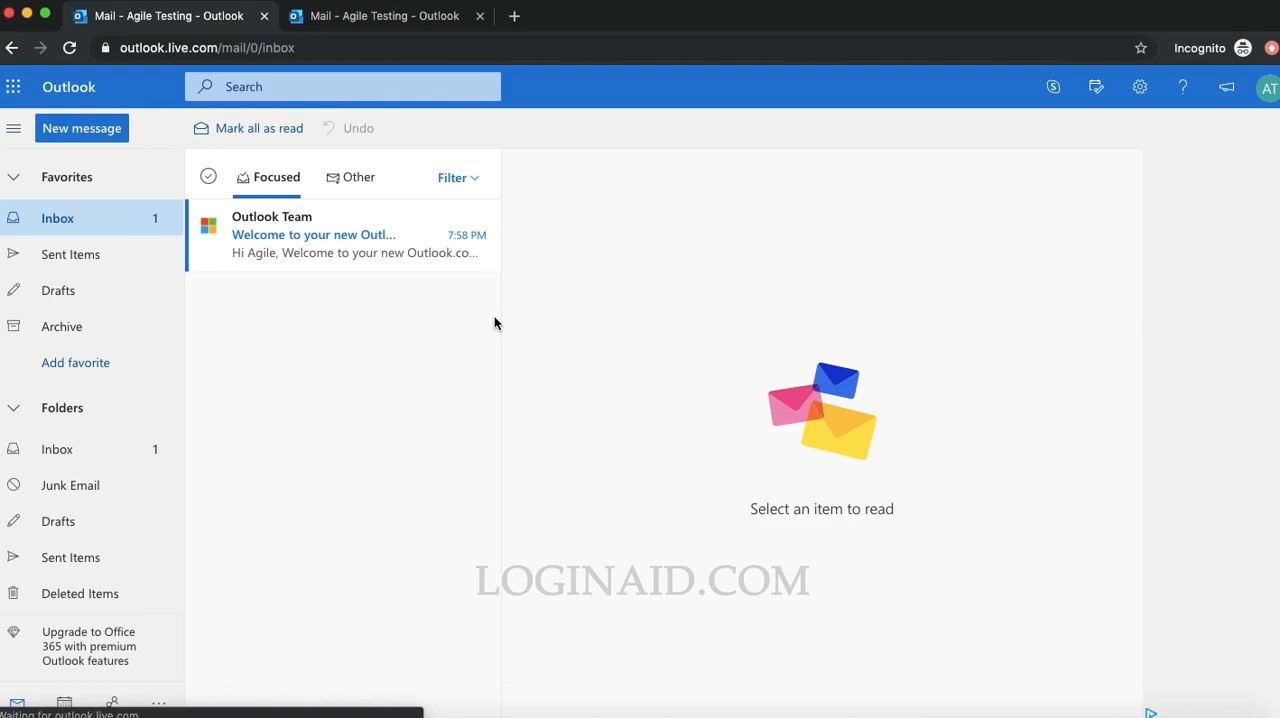 Mail - Agile Testing - Outlook
Mail - Agile Testing - Outlook
outlook.live.com/mail/0/inbox
Incognito
Outlook
Search
AT
New message
Mark all as read
Undo
Favorites
Inbox 1
Sent Items
Drafts
Archive
Add favorite
Folders
Inbox 1
Junk Email
Drafts
Sent Items
Deleted Items
Upgrade to Office
365 with premium
Outlook features
Focused
Other
Filter
Outlook Team
Welcome to your new Outl...
7:58 PM
Hi Agile, Welcome to your new Outlook.co...
Select an item to read
LOGINAID.COM
Waiting for outlook.live.com